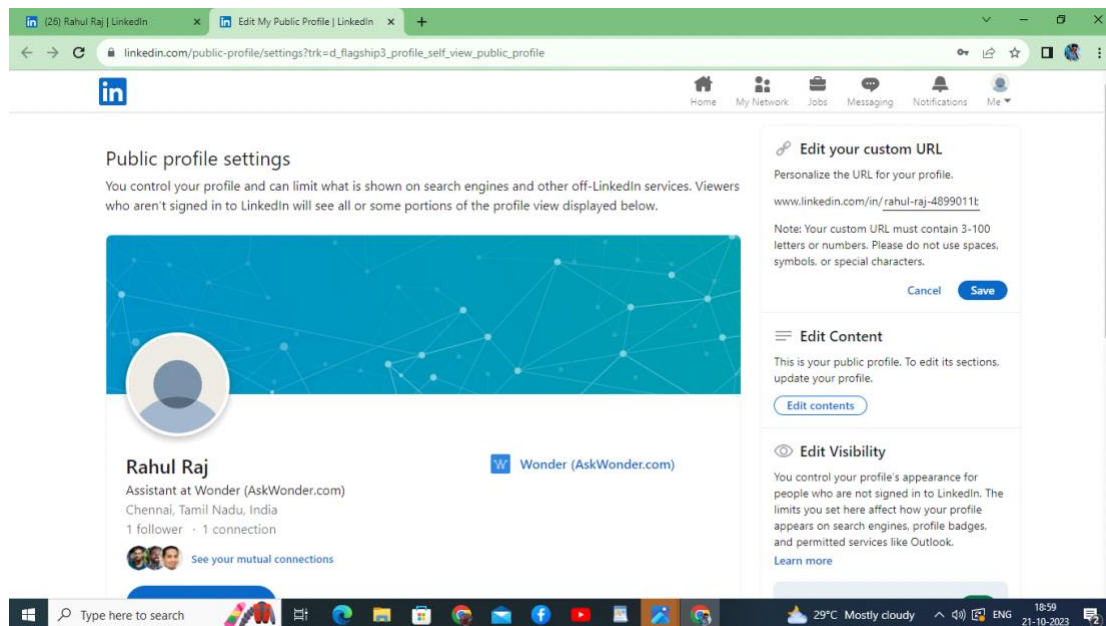 (26) Rahul Raj | LinkedIn
Edit My Public Profile | LinkedIn
linkedin.com/public-profile/settings?trk=d_flagship3_profile_self_view_public_profile
in
Home
My Network
Jobs
Messaging
Notifications
Me
Public profile settings
You control your profile and can limit what is shown on search engines and other off-LinkedIn services. Viewers
who aren't signed in to LinkedIn will see all or some portions of the profile view displayed below.
Rahul Raj
Assistant at Wonder (AskWonder.com)
Chennai, Tamil Nadu, India
1 follower · 1 connection
See your mutual connections
W Wonder (AskWonder.com)
Edit your custom URL
Personalize the URL for your profile.
www.linkedin.com/in/rahul-raj-4899011b
Note: Your custom URL must contain 3-100
letters or numbers. Please do not use spaces,
symbols, or special characters.
Cancel
Save
Edit Content
This is your public profile. To edit its sections,
update your profile.
Edit contents
Edit Visibility
You control your profile's appearance for
people who are not signed in to LinkedIn. The
limits you set here affect how your profile
appears on search engines, profile badges,
and permitted services like Outlook.
Learn more
Type here to search
29°C Mostly cloudy
ENG
18:59
21-10-2023
2